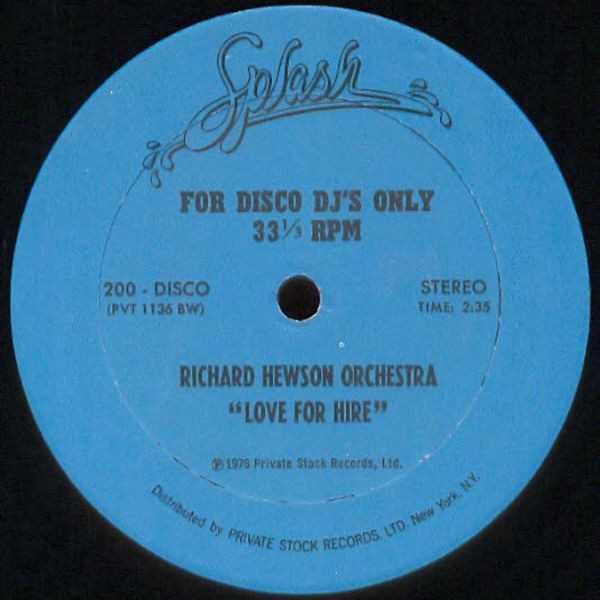 Splash
FOR DISCO DJ'S ONLY
33⅓ RPM
200 - DISCO
(PVT 1136 BW)
STEREO
TIME: 2:35
RICHARD HEWSON ORCHESTRA
"LOVE FOR HIRE"
℗ 1976 Private Stock Records, Ltd.
Distributed by PRIVATE STOCK RECORDS, LTD. New York, N.Y.